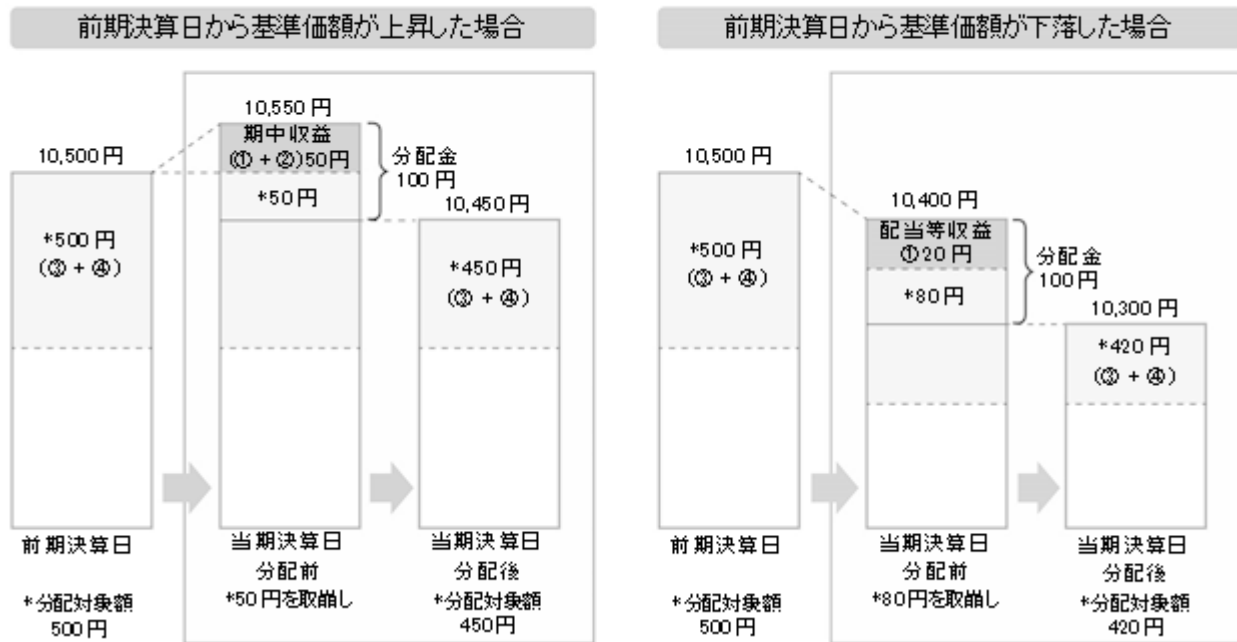 前期決算日から基準価額が上昇した場合
10,550円
期中収益
(①+②)50円
*50円
分配金
100円
10,500円
*500円
(③+④)
10,450円
*450円
(③+④)
前期決算日
*分配対象額
500円
当期決算日
分配前
*50円を取崩し
当期決算日
分配後
*分配対象額
450円
前期決算日から基準価額が下落した場合
10,500円
*500円
(③+④)
10,400円
配当等収益
①20円
*80円
分配金
100円
10,300円
*420円
(③+④)
前期決算日
*分配対象額
500円
当期決算日
分配前
*80円を取崩し
当期決算日
分配後
*分配対象額
420円